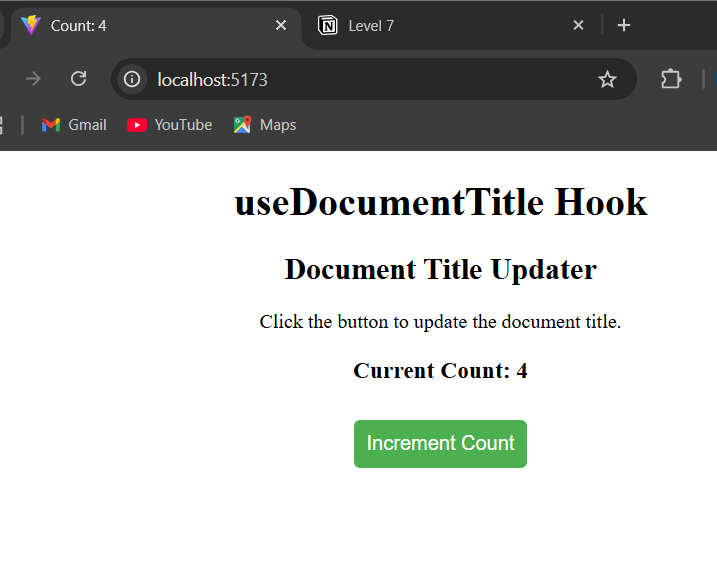 Count: 4
Level 7
localhost:5173
Gmail
YouTube
Maps
useDocumentTitle Hook
Document Title Updater
Click the button to update the document title.
Current Count: 4
Increment Count